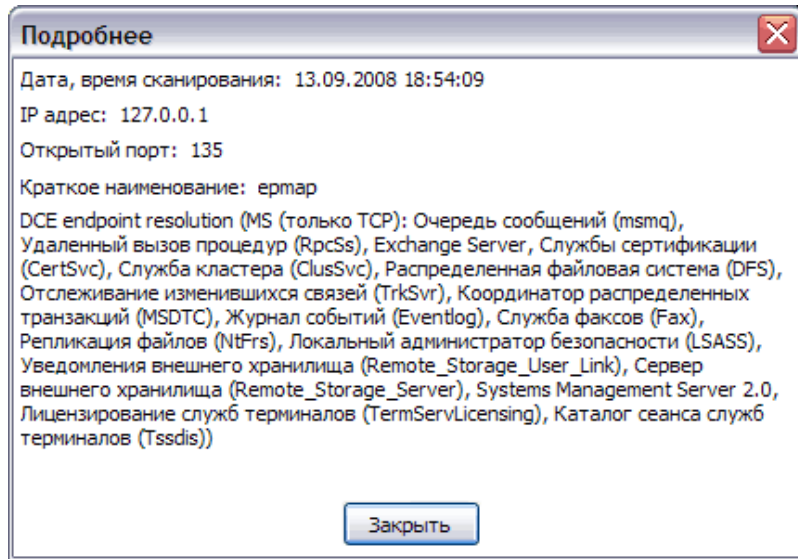 Подробнее
Дата, время сканирования: 13.09.2008 18:54:09
IP адрес: 127.0.0.1
Открытый порт: 135
Краткое наименование: epmap
DCE endpoint resolution (MS (только TCP): Очередь сообщений (msmq),
Удаленный вызов процедур (RpcSs), Exchange Server, Службы сертификации
(CertSvc), Служба кластера (ClusSvc), Распределенная файловая система (DFS),
Отслеживание изменившихся связей (TrkSvr), Координатор распределенных
транзакций (MSDTC), Журнал событий (Eventlog), Служба факсов (Fax),
Репликация файлов (NtFrs), Локальный администратор безопасности (LSASS),
Уведомления внешнего хранилища (Remote_Storage_User_Link), Сервер
внешнего хранилища (Remote_Storage_Server), Systems Management Server 2.0,
Лицензирование служб терминалов (TermServLicensing), Каталог сеанса служб
терминалов (Tssdis))
Закрыть